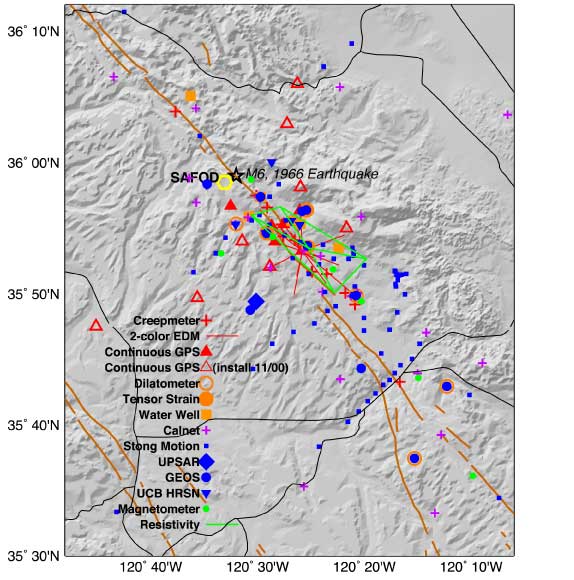 36° 10'N
36° 00'N
SAFOD
M6, 1966 Earthquake
35° 50'N
Creepmeter
2-color EDM
Continuous GPS
Continuous GPS (install 11/00)
Dilatometer
Tensor Strain
Water Well
Calnet
Stong Motion
UPSAR
GEOS
UCB HRSN
Magnetometer
Resistivity
35° 40'N
35° 30'N
120° 40'W
120° 30'W
120° 20'W
120° 10'W